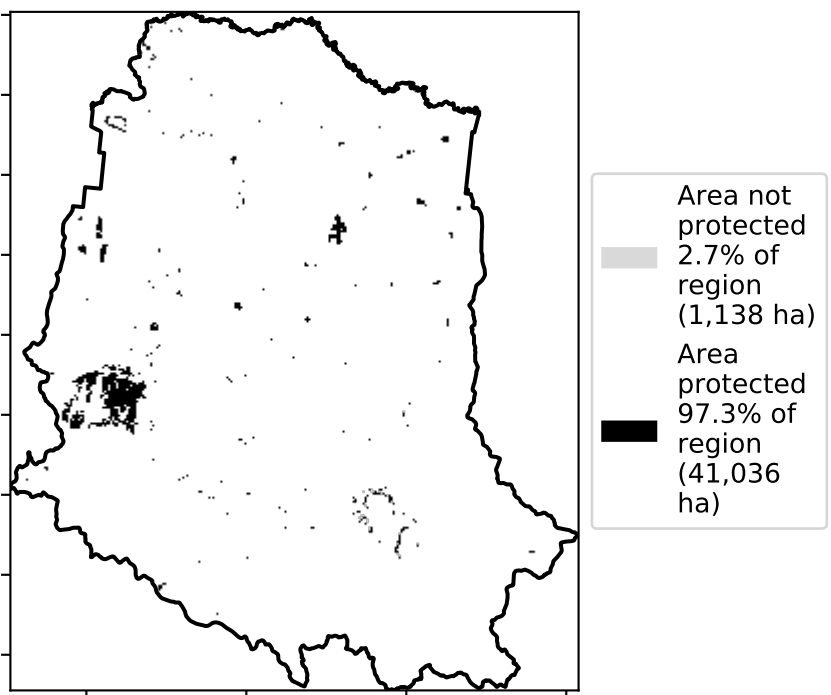 Area not
protected
2.7% of
region
(1,138 ha)
Area
protected
97.3% of
region
(41,036
ha)